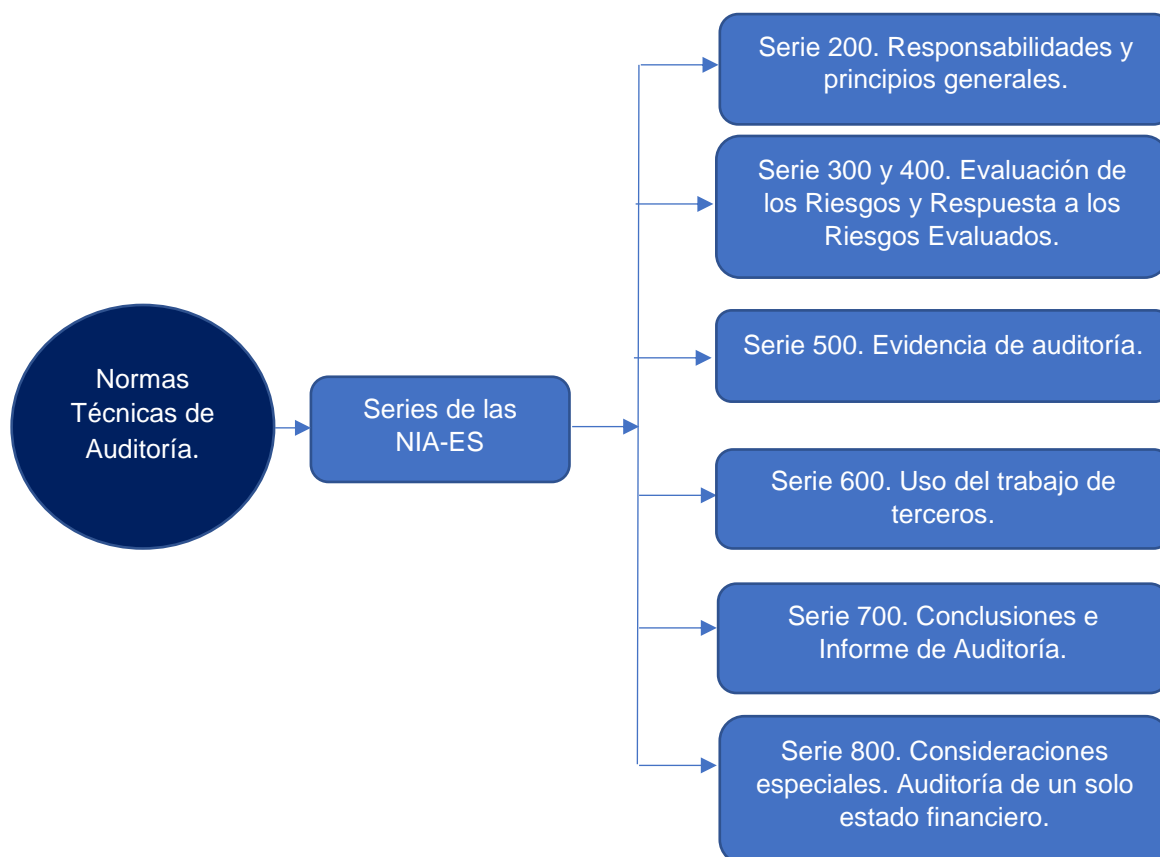 Normas
Técnicas de
Auditoría.
Series de las
NIA-ES
Serie 200. Responsabilidades y
principios generales.
Serie 300 y 400. Evaluación de
los Riesgos y Respuesta a los
Riesgos Evaluados.
Serie 500. Evidencia de auditoría.
Serie 600. Uso del trabajo de
terceros.
Serie 700. Conclusiones e
Informe de Auditoría.
Serie 800. Consideraciones
especiales. Auditoría de un solo
estado financiero.